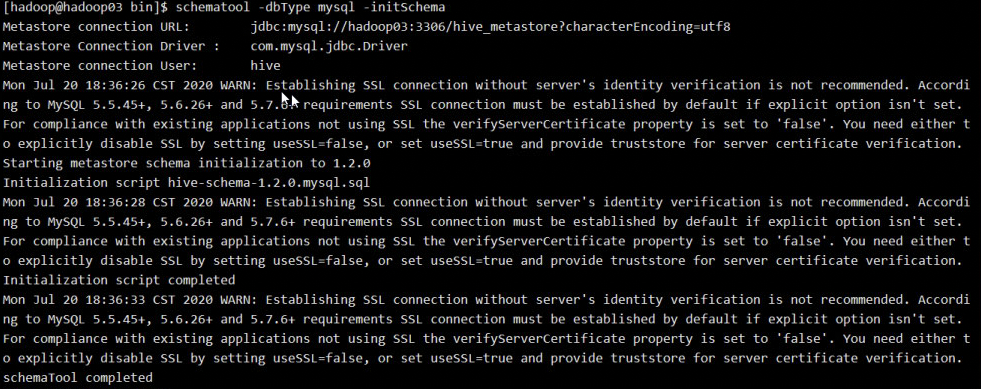 [hadoop@hadoop03 bin]$ schematool -dbType mysql -initSchema
Metastore connection URL:        jdbc:mysql://hadoop03:3306/hive_metastore?characterEncoding=utf8
Metastore Connection Driver :    com.mysql.jdbc.Driver
Metastore connection User:       hive
Mon Jul 20 18:36:26 CST 2020 WARN: Establishing SSL connection without server's identity verification is not recommended. Accordi
ng to MySQL 5.5.45+, 5.6.26+ and 5.7.6+ requirements SSL connection must be established by default if explicit option isn't set.
For compliance with existing applications not using SSL the verifyServerCertificate property is set to 'false'. You need either t
o explicitly disable SSL by setting useSSL=false, or set useSSL=true and provide truststore for server certificate verification.
Starting metastore schema initialization to 1.2.0
Initialization script hive-schema-1.2.0.mysql.sql
Mon Jul 20 18:36:28 CST 2020 WARN: Establishing SSL connection without server's identity verification is not recommended. Accordi
ng to MySQL 5.5.45+, 5.6.26+ and 5.7.6+ requirements SSL connection must be established by default if explicit option isn't set.
For compliance with existing applications not using SSL the verifyServerCertificate property is set to 'false'. You need either t
o explicitly disable SSL by setting useSSL=false, or set useSSL=true and provide truststore for server certificate verification.
Initialization script completed
Mon Jul 20 18:36:33 CST 2020 WARN: Establishing SSL connection without server's identity verification is not recommended. Accordi
ng to MySQL 5.5.45+, 5.6.26+ and 5.7.6+ requirements SSL connection must be established by default if explicit option isn't set.
For compliance with existing applications not using SSL the verifyServerCertificate property is set to 'false'. You need either t
o explicitly disable SSL by setting useSSL=false, or set useSSL=true and provide truststore for server certificate verification.
schemaTool completed